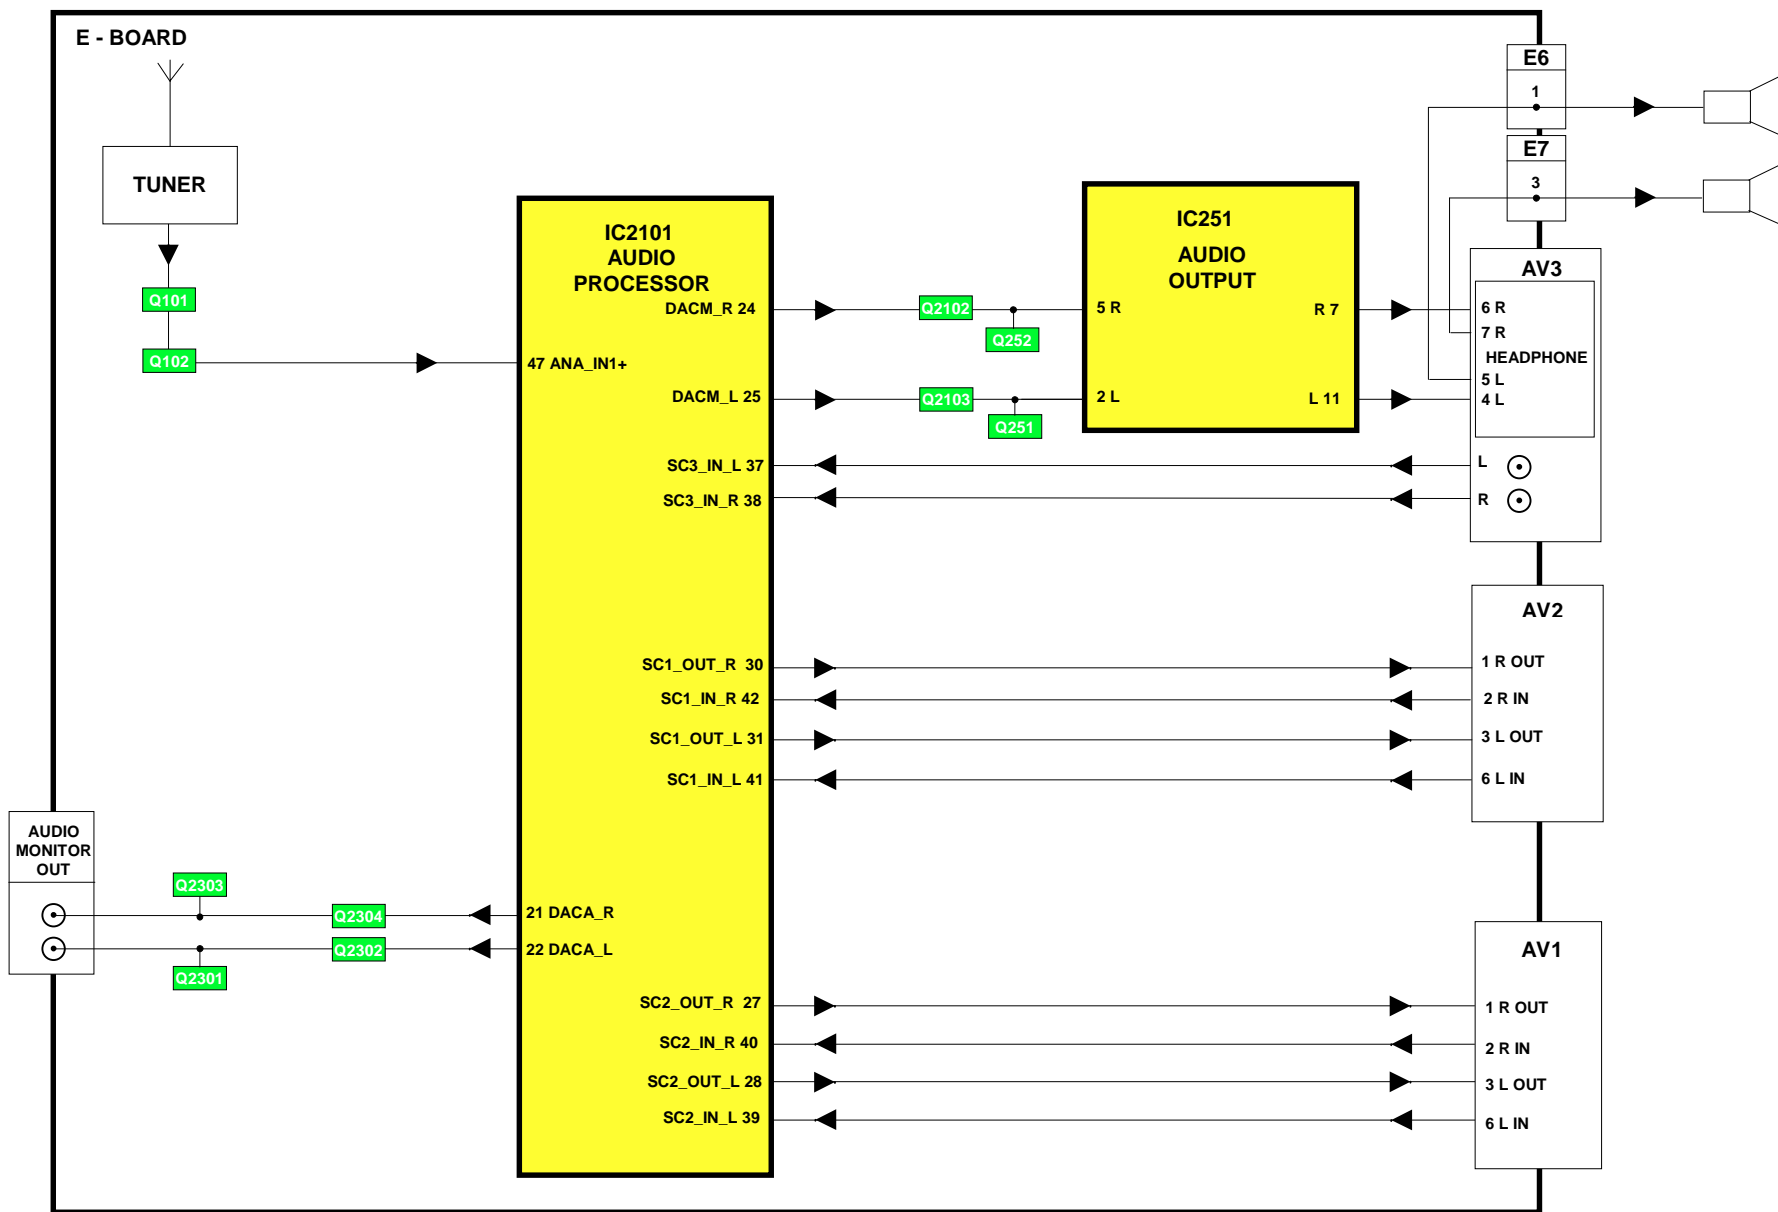 E - BOARD
TUNER
Q101
Q102
IC2101
AUDIO
PROCESSOR
DACM_R 24
47 ANA_IN1+
DACM_L 25
SC3_IN_L 37
SC3_IN_R 38
SC1_OUT_R 30
SC1_IN_R 42
SC1_OUT_L 31
SC1_IN_L 41
21 DACA_R
22 DACA_L
SC2_OUT_R 27
SC2_IN_R 40
SC2_OUT_L 28
SC2_IN_L 39
AUDIO
MONITOR
OUT
Q2303
Q2304
Q2302
Q2301
Q2102
Q252
Q2103
Q251
IC251
AUDIO
OUTPUT
5 R
R 7
2 L
L 11
E6
1
E7
3
AV3
6 R
7 R
HEADPHONE
5 L
4 L
L
R
AV2
1 R OUT
2 R IN
3 L OUT
6 L IN
AV1
1 R OUT
2 R IN
3 L OUT
6 L IN